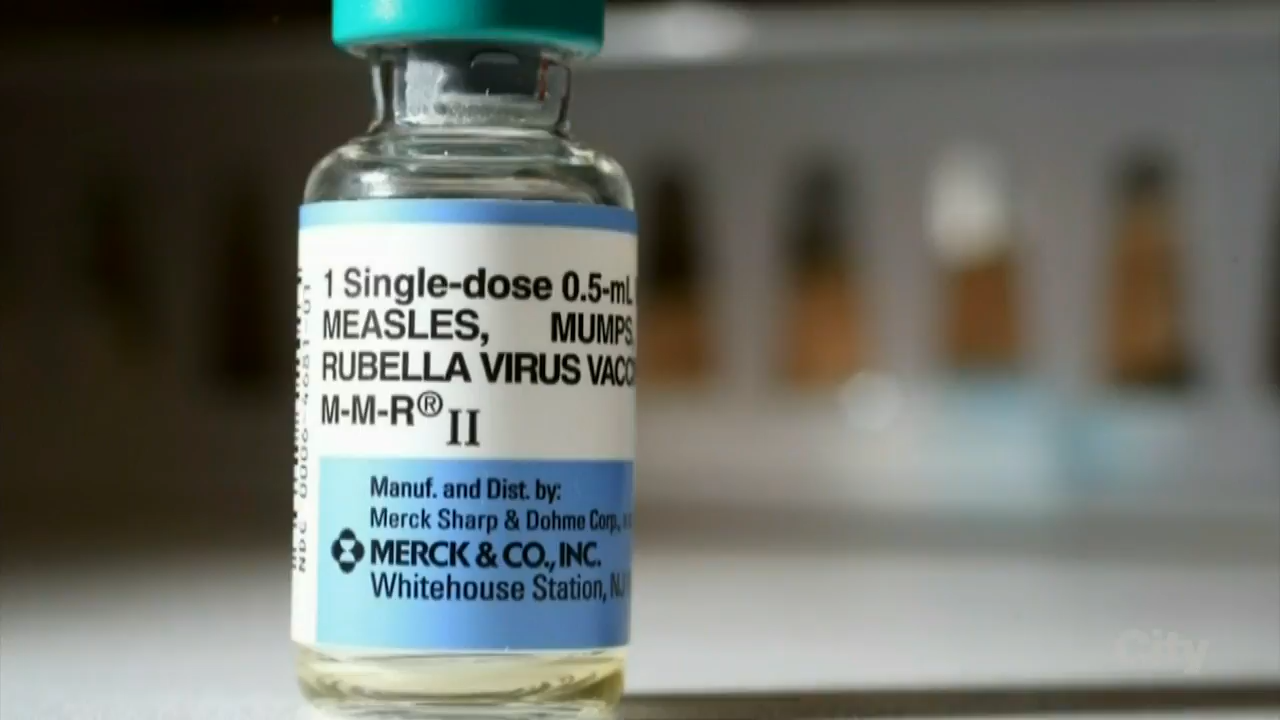 1 Single-dose 0.5-mL
MEASLES, MUMPS,
RUBELLA VIRUS VACC
M-M-R® II
Manuf. and Dist. by:
Merck Sharp & Dohme Corp.,
MERCK & CO., INC.
Whitehouse Station, NJ
City